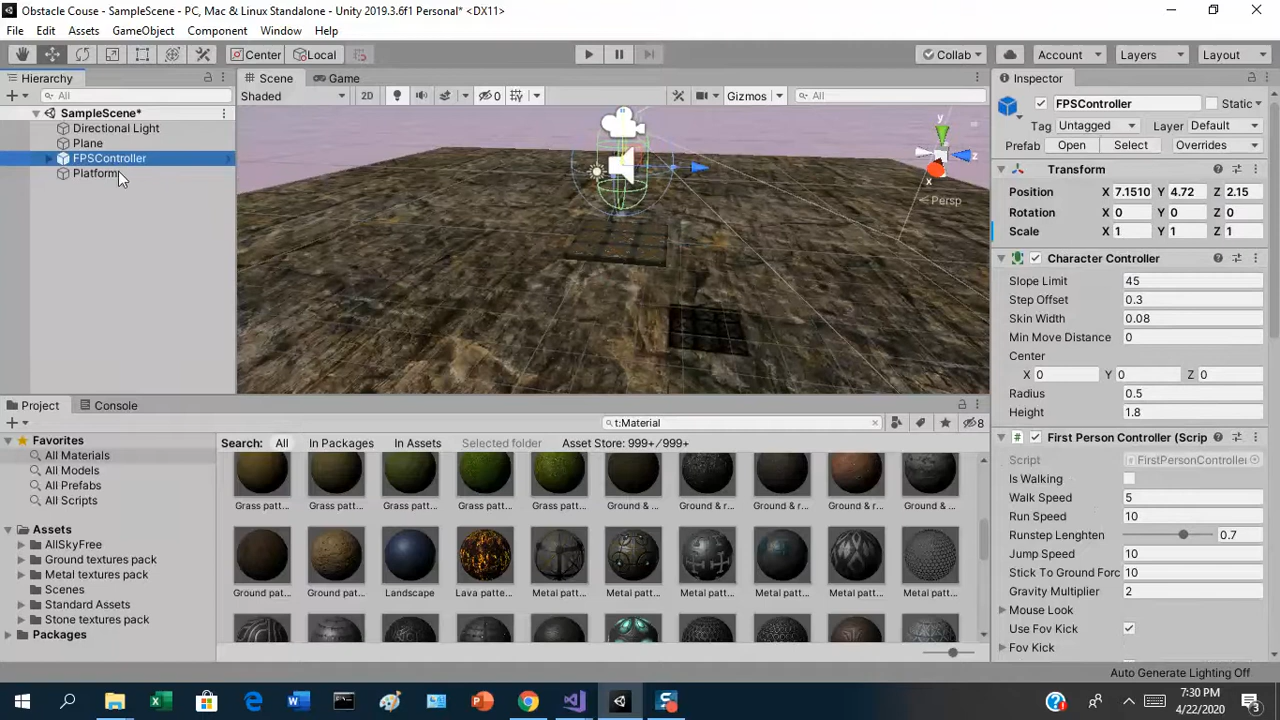 Obstacle Couse - SampleScene - PC, Mac & Linux Standalone - Unity 2019.3.6f1 Personal* <DX11>
File Edit Assets GameObject Component Window Help
Center Local Collab Account Layers Layout
Hierarchy Scene Game Inspector
All Shaded 2D 0 Gizmos All FPSController Static
SampleScene* Tag Untagged Layer Default
Directional Light
Plane Prefab Open Select Overrides
FPSController
Platform
y
x
Persp
Transform
Position X 7.1510 Y 4.72 Z 2.15
Rotation X 0 Y 0 Z 0
Scale X 1 Y 1 Z 1
Character Controller
Slope Limit 45
Step Offset 0.3
Skin Width 0.08
Min Move Distance 0
Center
X 0 Y 0 Z 0
Radius 0.5
Height 1.8
First Person Controller (Scrip
Script FirstPersonController
Is Walking
Walk Speed 5
Run Speed 10
Runstep Lenghten 0.7
Jump Speed 10
Stick To Ground Forc 10
Gravity Multiplier 2
Mouse Look
Use Fov Kick
Fov Kick
Project Console
t:Material 8
Favorites
All Materials
All Models
All Prefabs
All Scripts
Assets
AllSkyFree
Ground textures pack
Metal textures pack
Scenes
Standard Assets
Stone textures pack
Packages
Search: All In Packages In Assets Selected folder Asset Store: 999+/999+
Grass pat... Grass patt... Grass patt... Grass patt... Grass patt... Ground & ... Ground & r... Ground & r... Ground & r... Ground & r...
Ground pat... Ground pat... Landscape Lava patte... Metal patt... Metal patt... Metal patt... Metal patt... Metal patt... Metal patt...
Auto Generate Lighting Off
7:30 PM
4/22/2020